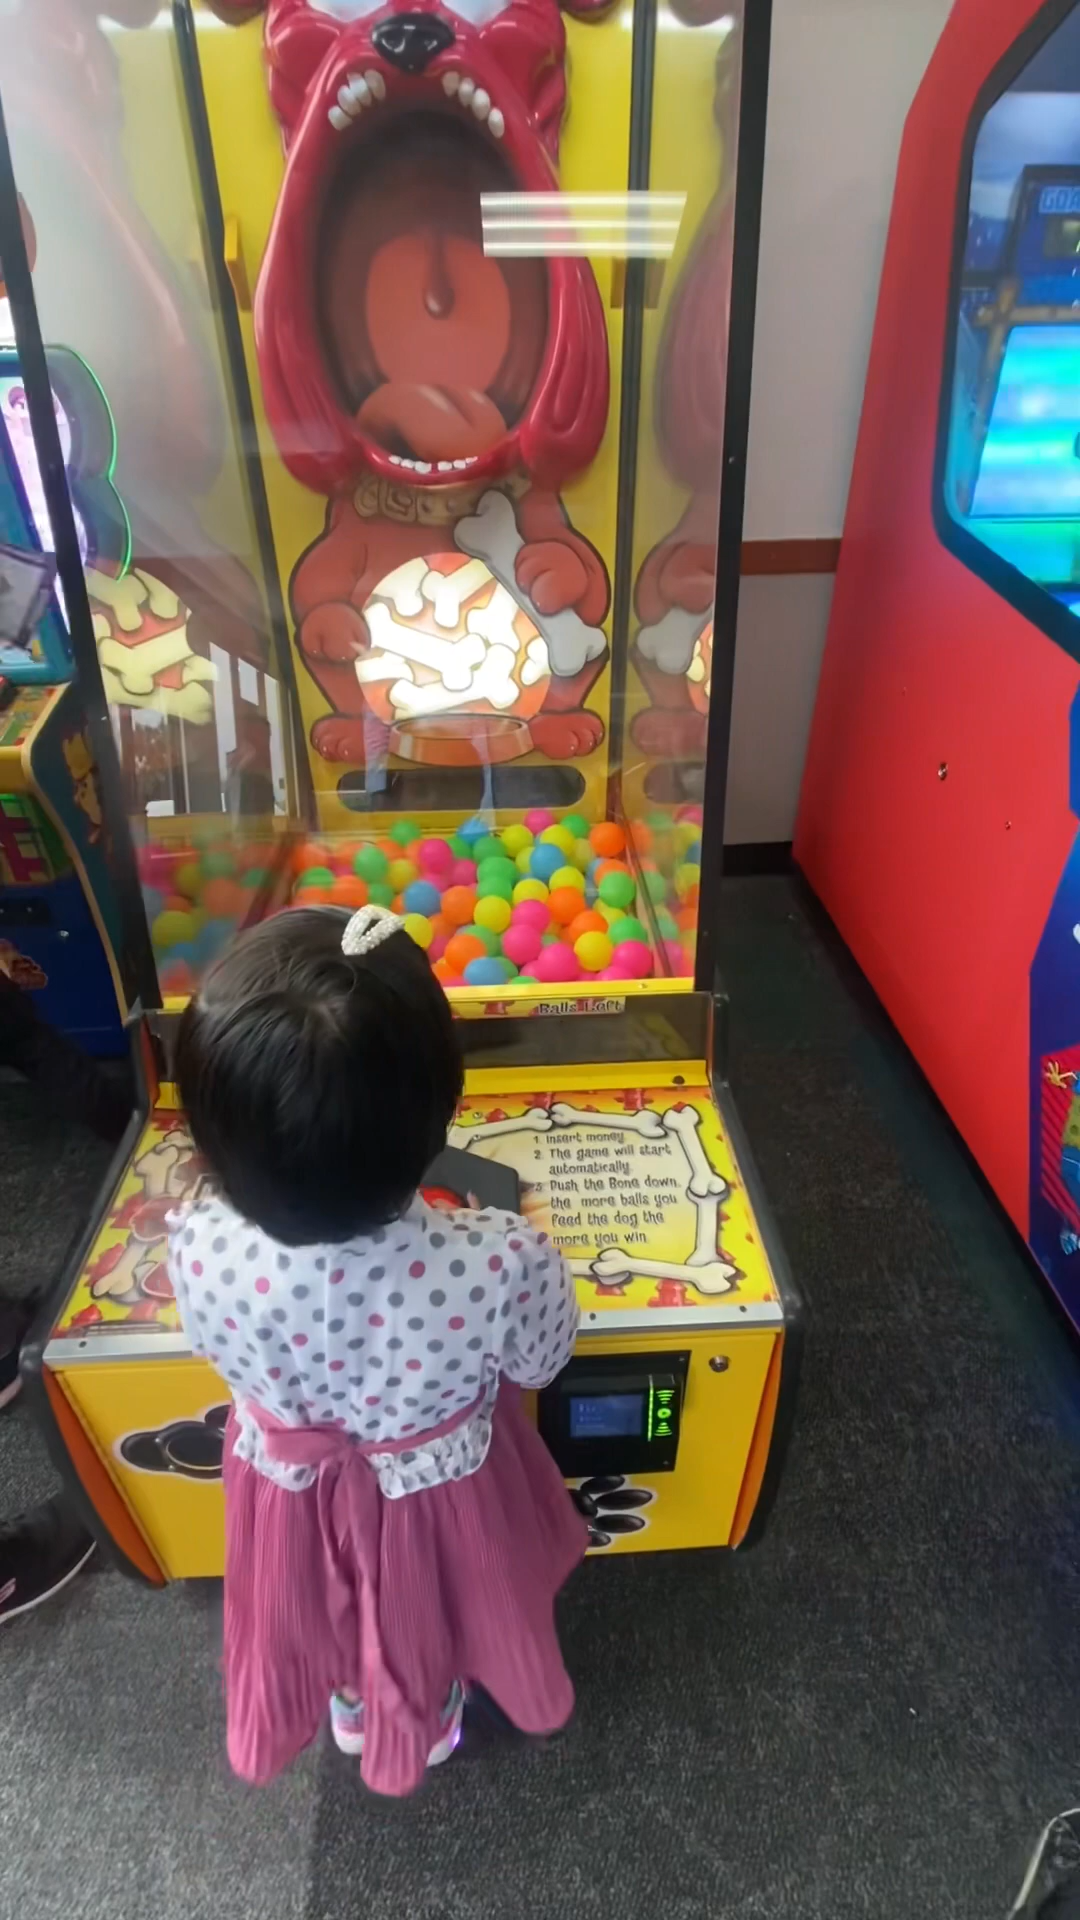 GOA
Balls Left
1. Insert money.
2. The game will start
automatically.
3. Push the Bone down.
the more balls you
feed the dog the
more you win